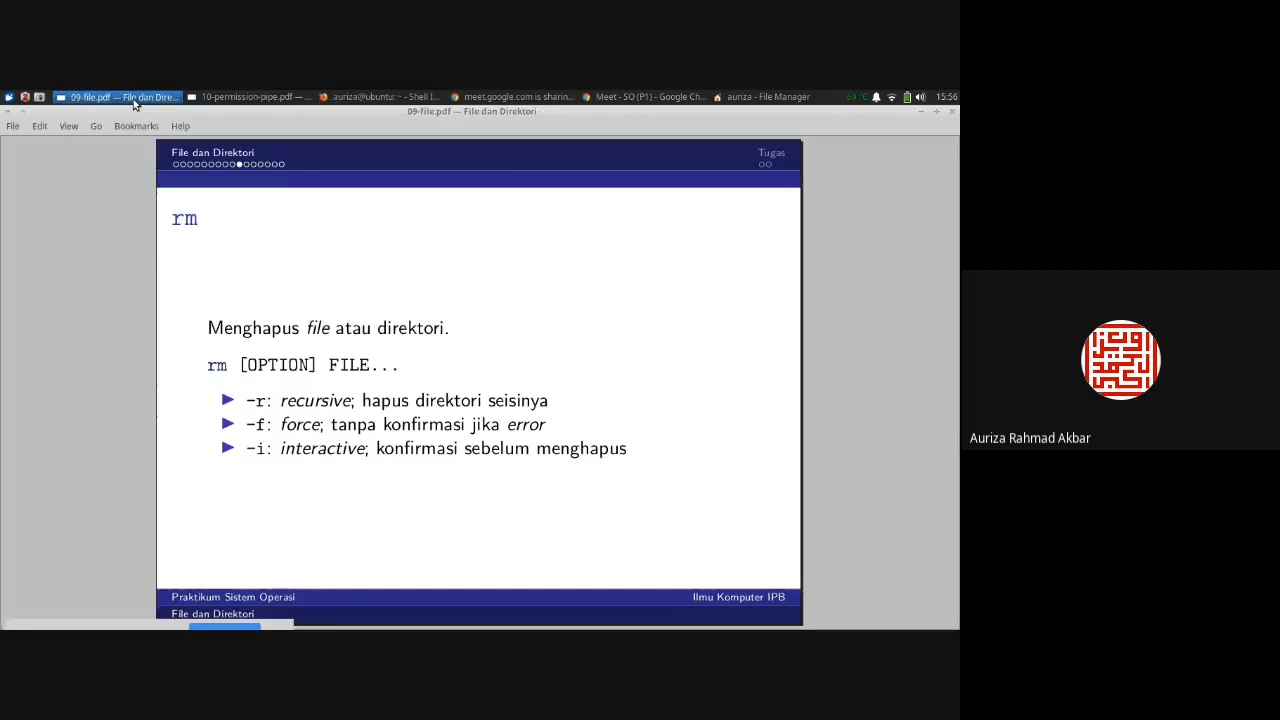 09-file.pdf — File dan Dire...
10-permission-pipe.pdf — ...
auriza@ubuntu: ~ - Shell I...
meet.google.com is sharin...
Meet - SO (P1) - Google Ch...
auriza - File Manager
69°C
15:56
09-file.pdf — File dan Direktori
File Edit View Go Bookmarks Help
File dan Direktori
Tugas
rm
Menghapus file atau direktori.
rm [OPTION] FILE...
-r: recursive; hapus direktori seisinya
-f: force; tanpa konfirmasi jika error
-i: interactive; konfirmasi sebelum menghapus
Auriza Rahmad Akbar
Praktikum Sistem Operasi
Ilmu Komputer IPB
File dan Direktori